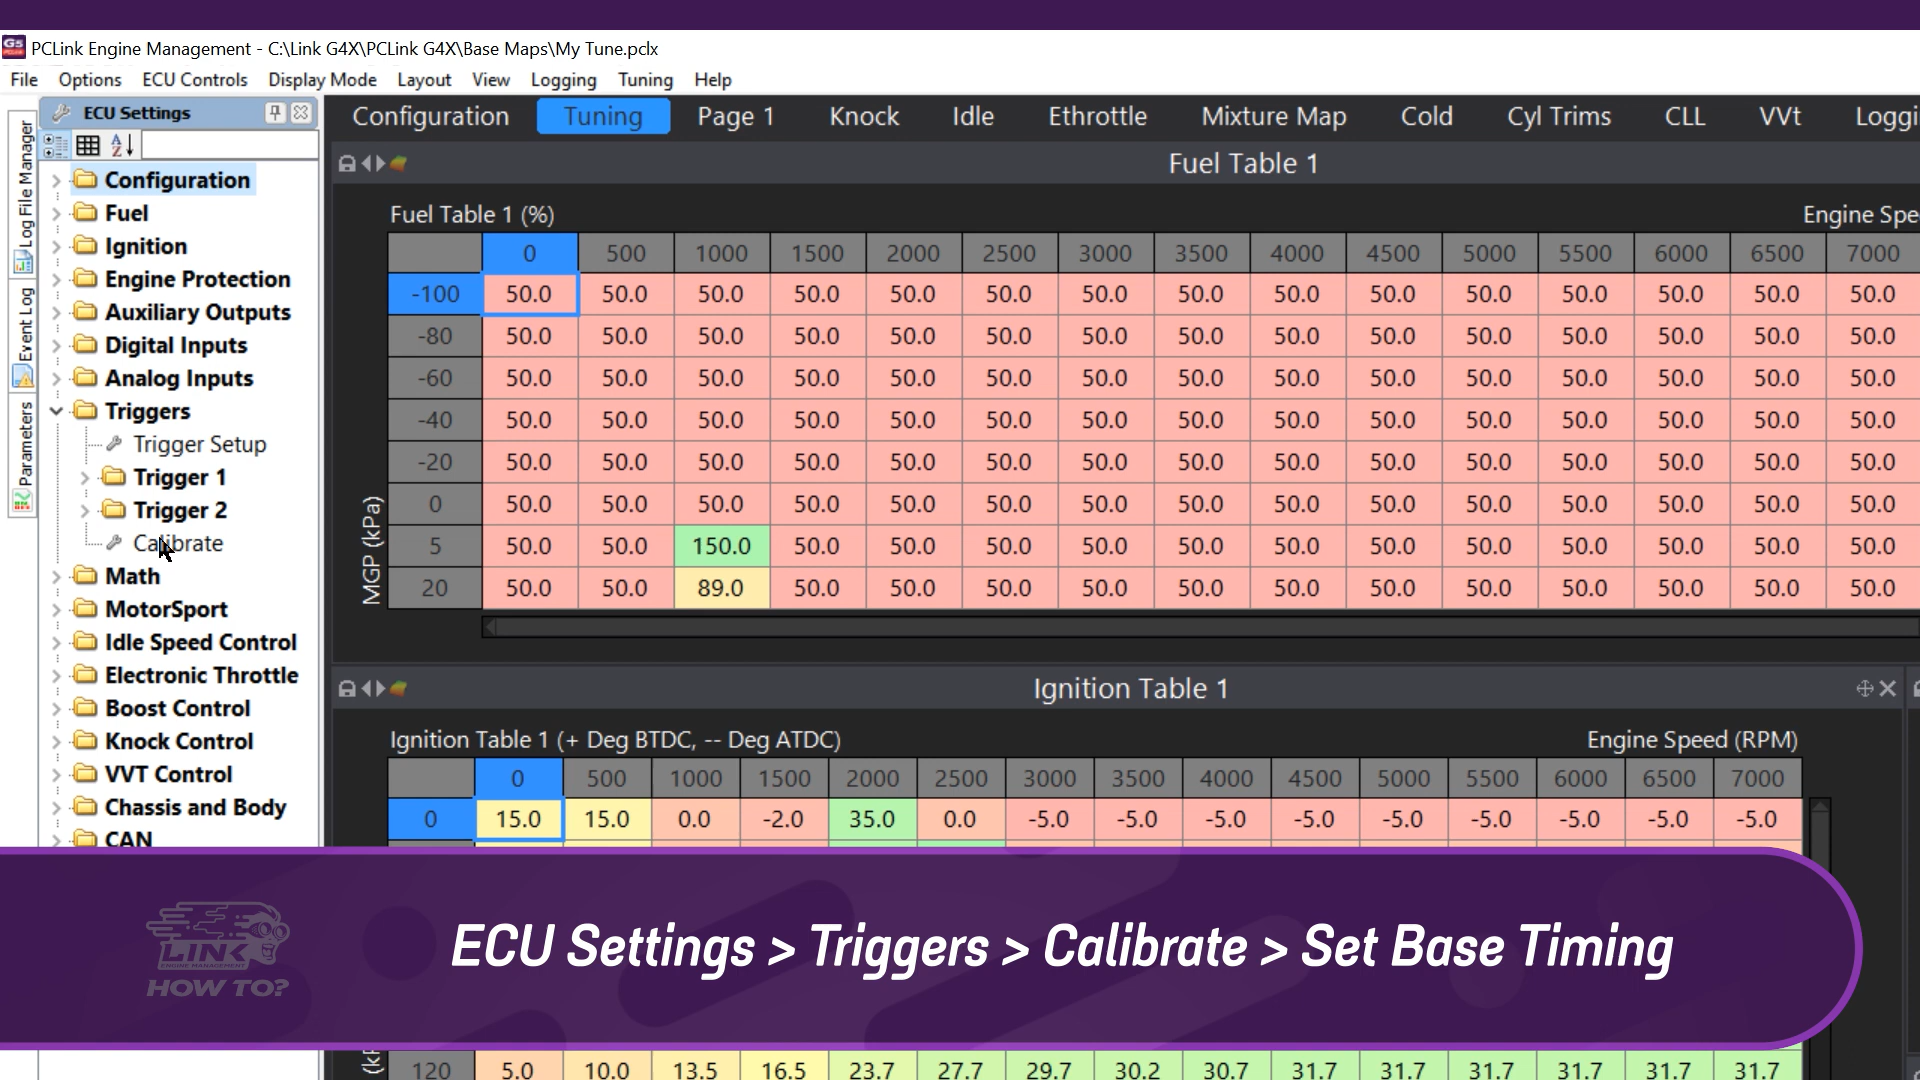 PCLink Engine Management - C:\Link G4X\PCLink G4X\Base Maps\My Tune.pclx
File Options ECU Controls Display Mode Layout View Logging Tuning Help
Log File Manager
Event Log
Parameters
ECU Settings
Configuration
Fuel
Ignition
Engine Protection
Auxiliary Outputs
Digital Inputs
Analog Inputs
Triggers
Trigger Setup
Trigger 1
Trigger 2
Calibrate
Math
MotorSport
Idle Speed Control
Electronic Throttle
Boost Control
Knock Control
VVT Control
Chassis and Body
CAN
Configuration Tuning Page 1 Knock Idle Ethrottle Mixture Map Cold Cyl Trims CLL VVt Loggi
Fuel Table 1
Fuel Table 1 (%) Engine Spe
0 500 1000 1500 2000 2500 3000 3500 4000 4500 5000 5500 6000 6500 7000
-100 50.0 50.0 50.0 50.0 50.0 50.0 50.0 50.0 50.0 50.0 50.0 50.0 50.0 50.0 50.0
-80 50.0 50.0 50.0 50.0 50.0 50.0 50.0 50.0 50.0 50.0 50.0 50.0 50.0 50.0 50.0
-60 50.0 50.0 50.0 50.0 50.0 50.0 50.0 50.0 50.0 50.0 50.0 50.0 50.0 50.0 50.0
-40 50.0 50.0 50.0 50.0 50.0 50.0 50.0 50.0 50.0 50.0 50.0 50.0 50.0 50.0 50.0
-20 50.0 50.0 50.0 50.0 50.0 50.0 50.0 50.0 50.0 50.0 50.0 50.0 50.0 50.0 50.0
0 50.0 50.0 50.0 50.0 50.0 50.0 50.0 50.0 50.0 50.0 50.0 50.0 50.0 50.0 50.0
5 50.0 50.0 150.0 50.0 50.0 50.0 50.0 50.0 50.0 50.0 50.0 50.0 50.0 50.0 50.0
20 50.0 50.0 89.0 50.0 50.0 50.0 50.0 50.0 50.0 50.0 50.0 50.0 50.0 50.0 50.0
MGP (kPa)
Ignition Table 1
Ignition Table 1 (+ Deg BTDC, -- Deg ATDC) Engine Speed (RPM)
0 500 1000 1500 2000 2500 3000 3500 4000 4500 5000 5500 6000 6500 7000
0 15.0 15.0 0.0 -2.0 35.0 0.0 -5.0 -5.0 -5.0 -5.0 -5.0 -5.0 -5.0 -5.0 -5.0
LINK
ENGINE MANAGEMENT
HOW TO?
ECU Settings > Triggers > Calibrate > Set Base Timing
120 5.0 10.0 13.5 16.5 23.7 27.7 29.7 30.2 30.7 31.7 31.7 31.7 31.7 31.7 31.7